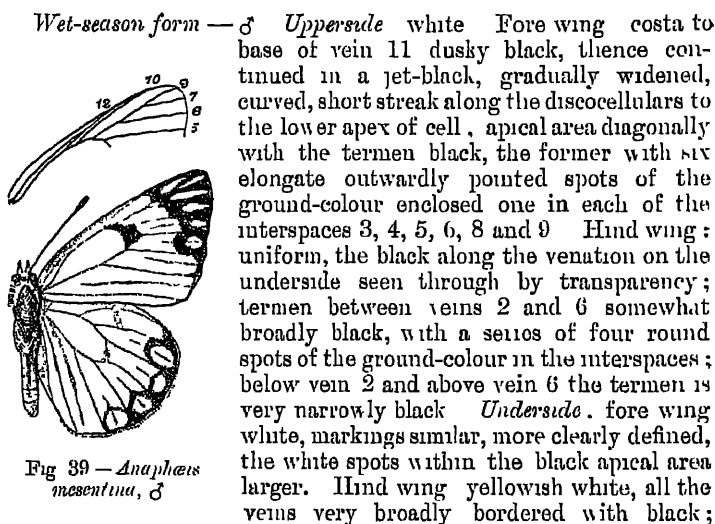 Wet-season form — ♂ Upperside white Fore wing costa to
base of vein 11 dusky black, thence con-
tinued in a jet-black, gradually widened,
curved, short streak along the discocellulars to
the lower apex of cell, apical area diagonally
with the termen black, the former with six
elongate outwardly pointed spots of the
ground-colour enclosed one in each of the
interspaces 3, 4, 5, 6, 8 and 9 Hind wing :
uniform, the black along the venation on the
underside seen through by transparency ;
termen between veins 2 and 6 somewhat
broadly black, with a series of four round
spots of the ground-colour in the interspaces ;
below vein 2 and above vein 6 the termen is
very narrowly black Underside. fore wing
white, markings similar, more clearly defined,
the white spots within the black apical area
larger. Hind wing yellowish white, all the
veins very broadly bordered with black ;
12 10 9
7
6
5
Fig 39 — Anaphæis
mesentina, ♂